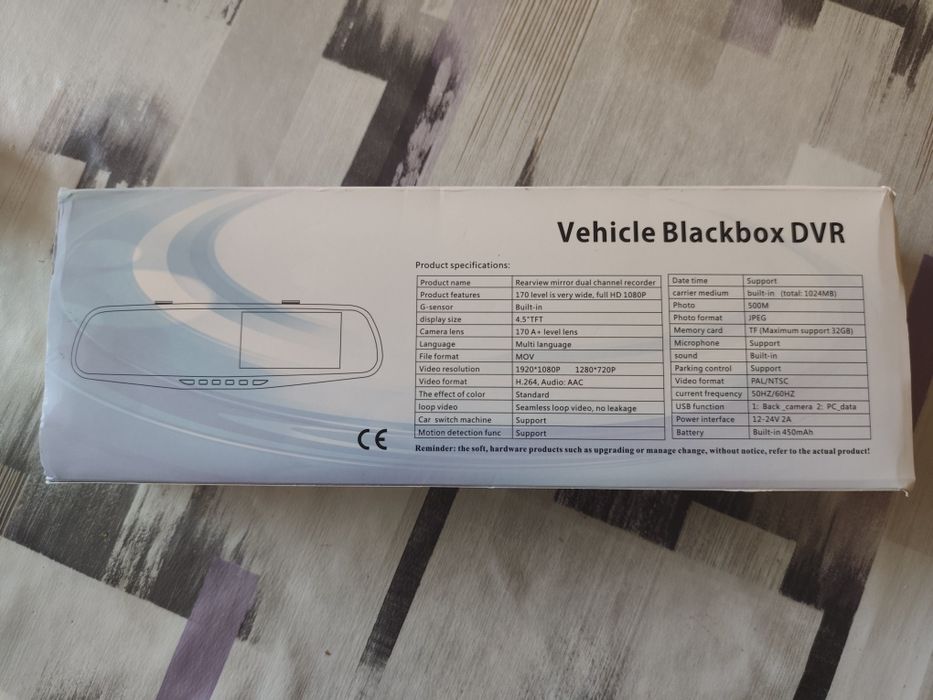 Vehicle Blackbox DVR
Product specifications:
Product name Rearview mirror dual channel recorder
Product features 170 level is very wide, full HD 1080P
G-sensor Built-in
display size 4.5"TFT
Camera lens 170 A+ level lens
Language Multi language
File format MOV
Video resolution 1920*1080P 1280*720P
Video format H.264, Audio: AAC
The effect of color Standard
loop video Seamless loop video, no leakage
Car switch machine Support
Motion detection func Support
Date time Support
carrier medium built-in (total: 1024MB)
Photo 500M
Photo format JPEG
Memory card TF (Maximum support 32GB)
Microphone Support
sound Built-in
Parking control Support
Video format PAL/NTSC
current frequency 50HZ/60HZ
USB function 1: Back_camera 2: PC_data
Power interface 12-24V 2A
Battery Built-in 450mAh
CE
Reminder: the soft, hardware products such as upgrading or manage change, without notice, refer to the actual product!